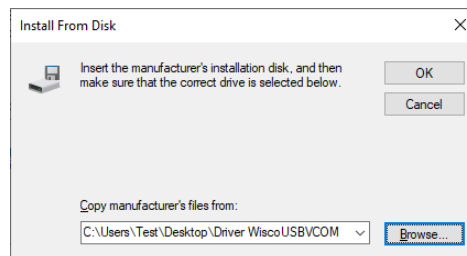 Install From Disk
Insert the manufacturer's installation disk, and then
make sure that the correct drive is selected below.
OK
Cancel
Copy manufacturer's files from:
C:\Users\Test\Desktop\Driver WiscoUSBVCOM
Browse...